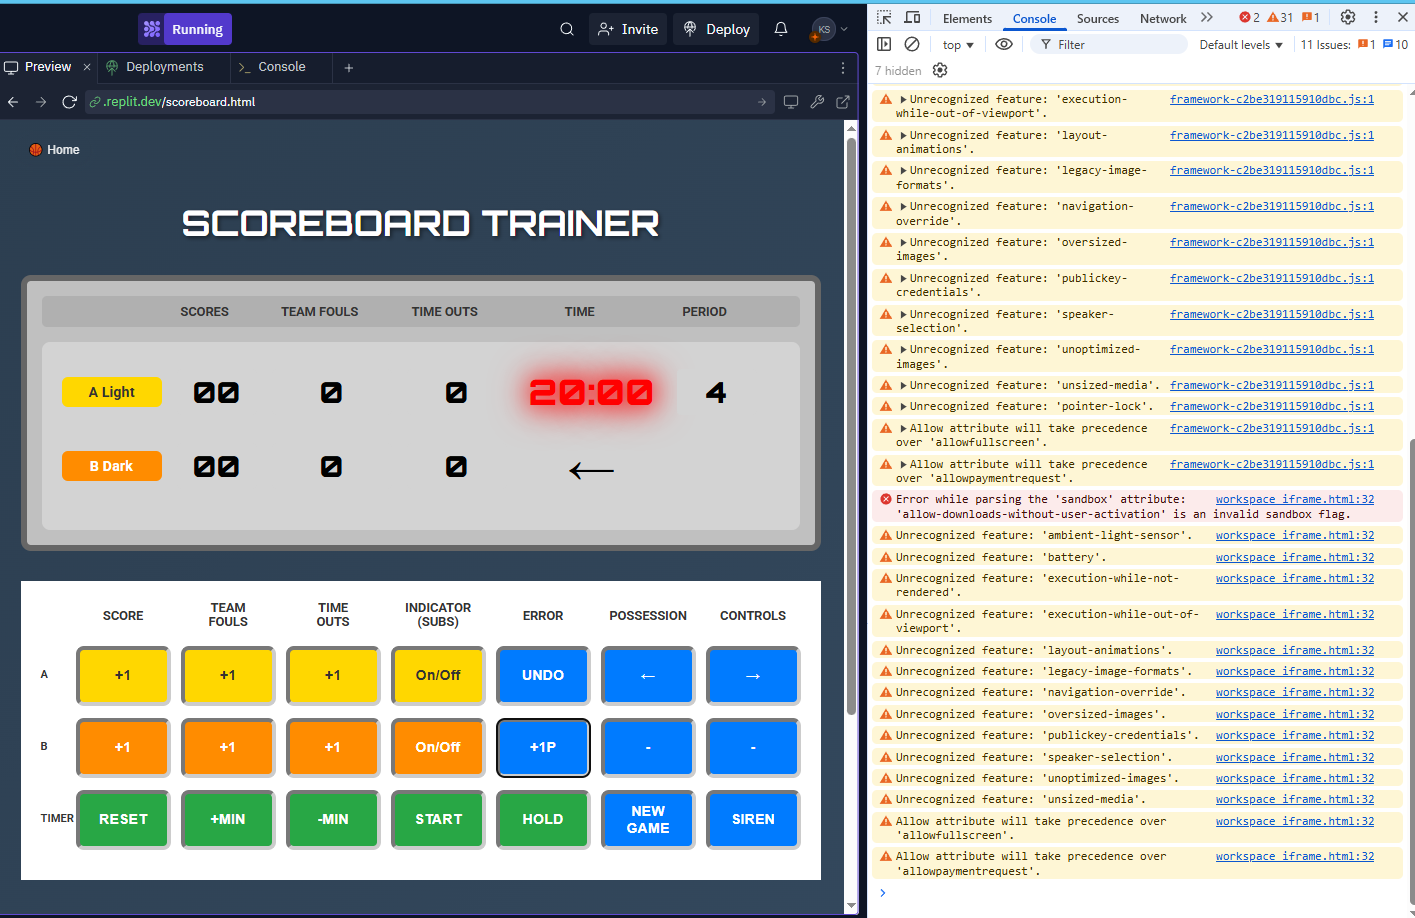 Running
Invite
Deploy
KS
Preview
Deployments
Console
.replit.dev/scoreboard.html
Home
SCOREBOARD TRAINER
SCORES TEAM FOULS TIME OUTS TIME PERIOD
A Light 00 0 0 20:00 4
B Dark 00 0 0 ←
SCORE TEAM FOULS TIME OUTS INDICATOR (SUBS) ERROR POSSESSION CONTROLS
A +1 +1 +1 On/Off UNDO ← →
B +1 +1 +1 On/Off +1P - -
TIMER RESET +MIN -MIN START HOLD NEW GAME SIREN
Elements Console Sources Network 2 31 1
top Filter Default levels 11 Issues: 1 10
7 hidden
Unrecognized feature: 'execution- framework-c2be319115910dbc.js:1
while-out-of-viewport'.
Unrecognized feature: 'layout- framework-c2be319115910dbc.js:1
animations'.
Unrecognized feature: 'legacy-image- framework-c2be319115910dbc.js:1
formats'.
Unrecognized feature: 'navigation- framework-c2be319115910dbc.js:1
override'.
Unrecognized feature: 'oversized- framework-c2be319115910dbc.js:1
images'.
Unrecognized feature: 'publickey- framework-c2be319115910dbc.js:1
credentials'.
Unrecognized feature: 'speaker- framework-c2be319115910dbc.js:1
selection'.
Unrecognized feature: 'unoptimized- framework-c2be319115910dbc.js:1
images'.
Unrecognized feature: 'unsized-media'. framework-c2be319115910dbc.js:1
Unrecognized feature: 'pointer-lock'. framework-c2be319115910dbc.js:1
Allow attribute will take precedence framework-c2be319115910dbc.js:1
over 'allowfullscreen'.
Allow attribute will take precedence framework-c2be319115910dbc.js:1
over 'allowpaymentrequest'.
Error while parsing the 'sandbox' attribute: workspace_iframe.html:32
'allow-downloads-without-user-activation' is an invalid sandbox flag.
Unrecognized feature: 'ambient-light-sensor'. workspace_iframe.html:32
Unrecognized feature: 'battery'. workspace_iframe.html:32
Unrecognized feature: 'execution-while-not- workspace_iframe.html:32
rendered'.
Unrecognized feature: 'execution-while-out-of- workspace_iframe.html:32
viewport'.
Unrecognized feature: 'layout-animations'. workspace_iframe.html:32
Unrecognized feature: 'legacy-image-formats'. workspace_iframe.html:32
Unrecognized feature: 'navigation-override'. workspace_iframe.html:32
Unrecognized feature: 'oversized-images'. workspace_iframe.html:32
Unrecognized feature: 'publickey-credentials'. workspace_iframe.html:32
Unrecognized feature: 'speaker-selection'. workspace_iframe.html:32
Unrecognized feature: 'unoptimized-images'. workspace_iframe.html:32
Unrecognized feature: 'unsized-media'. workspace_iframe.html:32
Allow attribute will take precedence over workspace_iframe.html:32
'allowfullscreen'.
Allow attribute will take precedence over workspace_iframe.html:32
'allowpaymentrequest'.